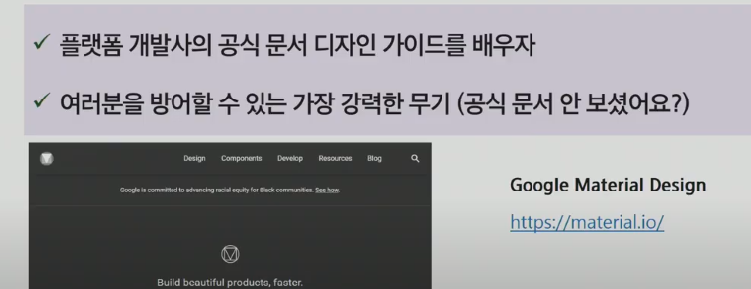 ✓ 플랫폼 개발사의 공식 문서 디자인 가이드를 배우자
✓ 여러분을 방어할 수 있는 가장 강력한 무기 (공식 문서 안 보셨어요?)
Design Components Develop Resources Blog
Google is committed to advancing racial equity for Black communities. See how.
Build beautiful products, faster.
Google Material Design
https://material.io/